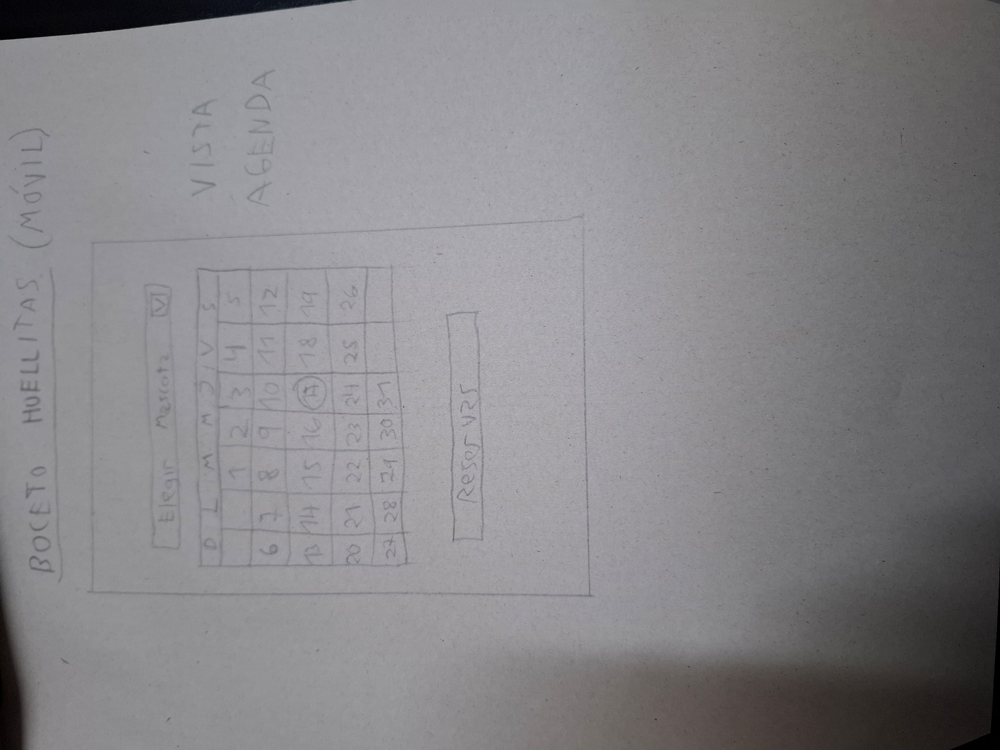 BOCETO HUELLITAS (MÓVIL)
VISTA
AGENDA
Elegir Mascota V
D L M M J V S
1 2 3 4 5
6 7 8 9 10 11 12
13 14 15 16 17 18 19
20 21 22 23 24 25 26
27 28 29 30 31
Reservas